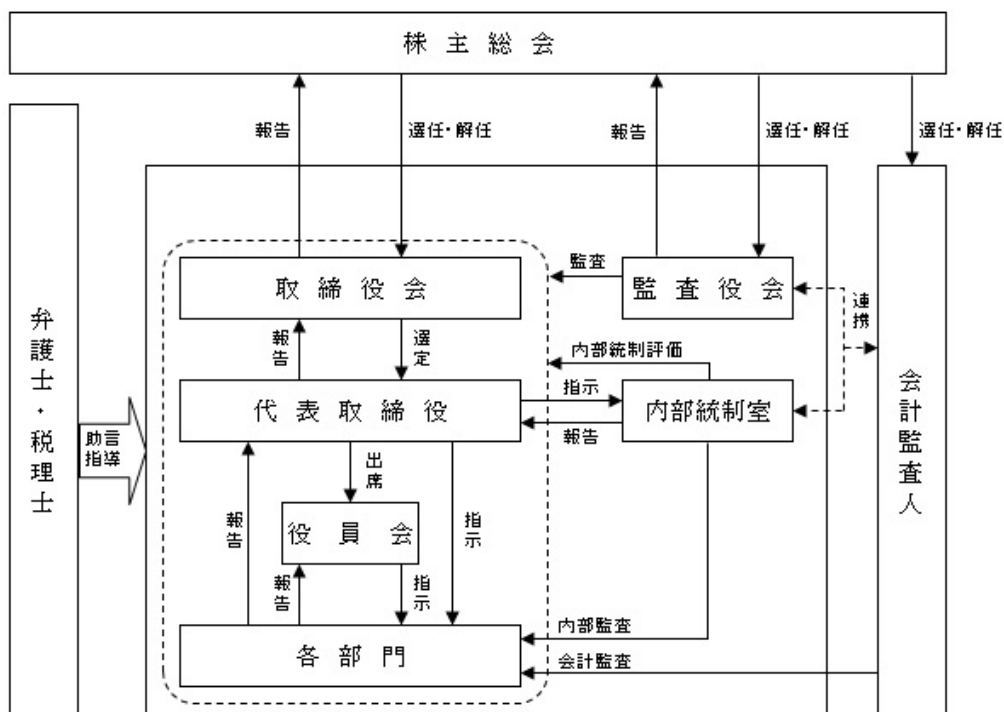 株主総会
報告
選任・解任
報告
選任・解任
選任・解任
弁護士・税理士
助言
指導
取締役会
監査
監査役会
連携
報告
選定
内部統制評価
代表取締役
指示
報告
内部統制室
会計監査人
出席
役員会
報告
指示
報告
指示
内部監査
各部門
会計監査